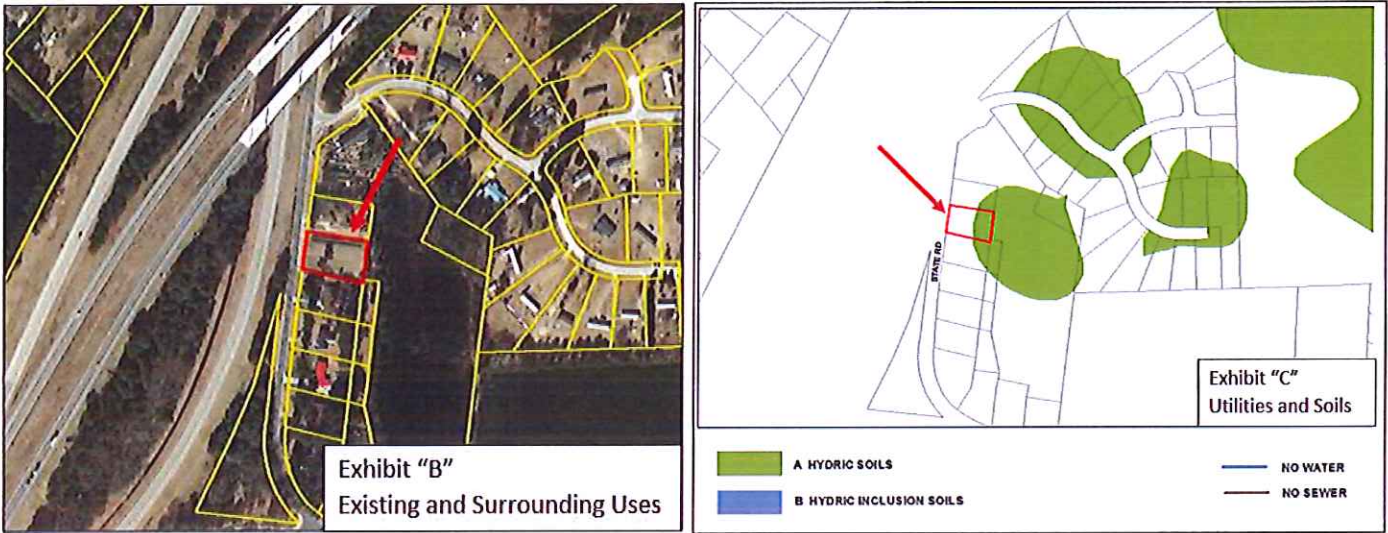 Exhibit "B"
Existing and Surrounding Uses
STATE RD
Exhibit "C"
Utilities and Soils
A HYDRIC SOILS
B HYDRIC INCLUSION SOILS
NO WATER
NO SEWER